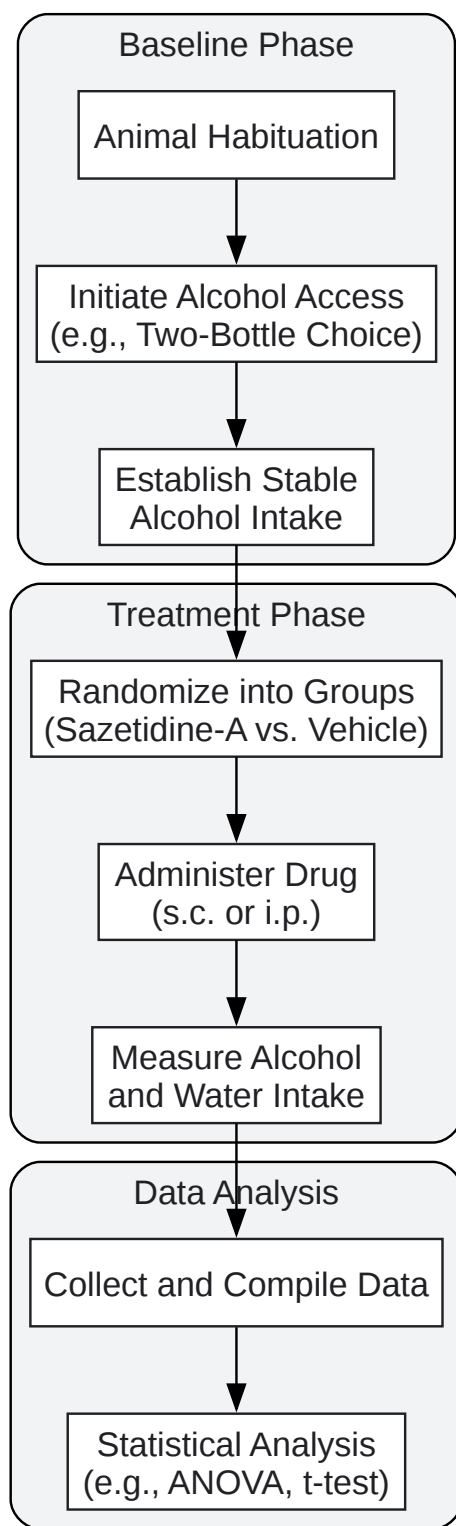 Baseline Phase
Animal Habituation
Initiate Alcohol Access
(e.g., Two-Bottle Choice)
Establish Stable
Alcohol Intake
Treatment Phase
Randomize into Groups
(Sazetidine-A vs. Vehicle)
Administer Drug
(s.c. or i.p.)
Measure Alcohol
and Water Intake
Data Analysis
Collect and Compile Data
Statistical Analysis
(e.g., ANOVA, t-test)